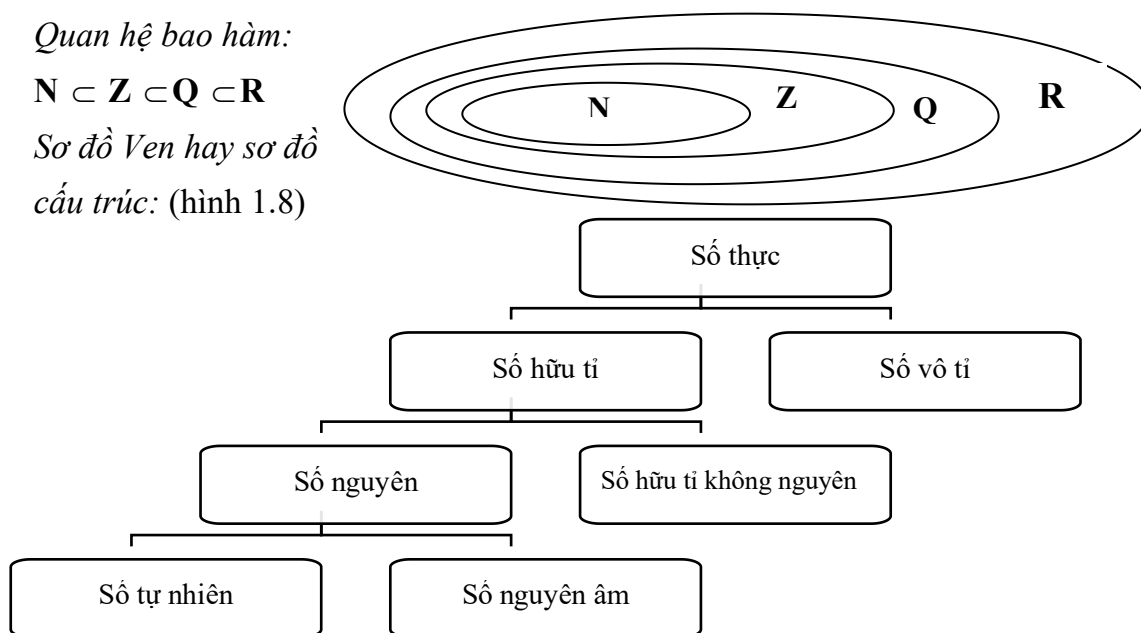 Quan hệ bao hàm:
N ⊂ Z ⊂ Q ⊂ R
Sơ đồ Ven hay sơ đồ
cấu trúc: (hình 1.8)
N
Z
Q
R
Số thực
Số hữu tỉ
Số vô tỉ
Số nguyên
Số hữu tỉ không nguyên
Số tự nhiên
Số nguyên âm